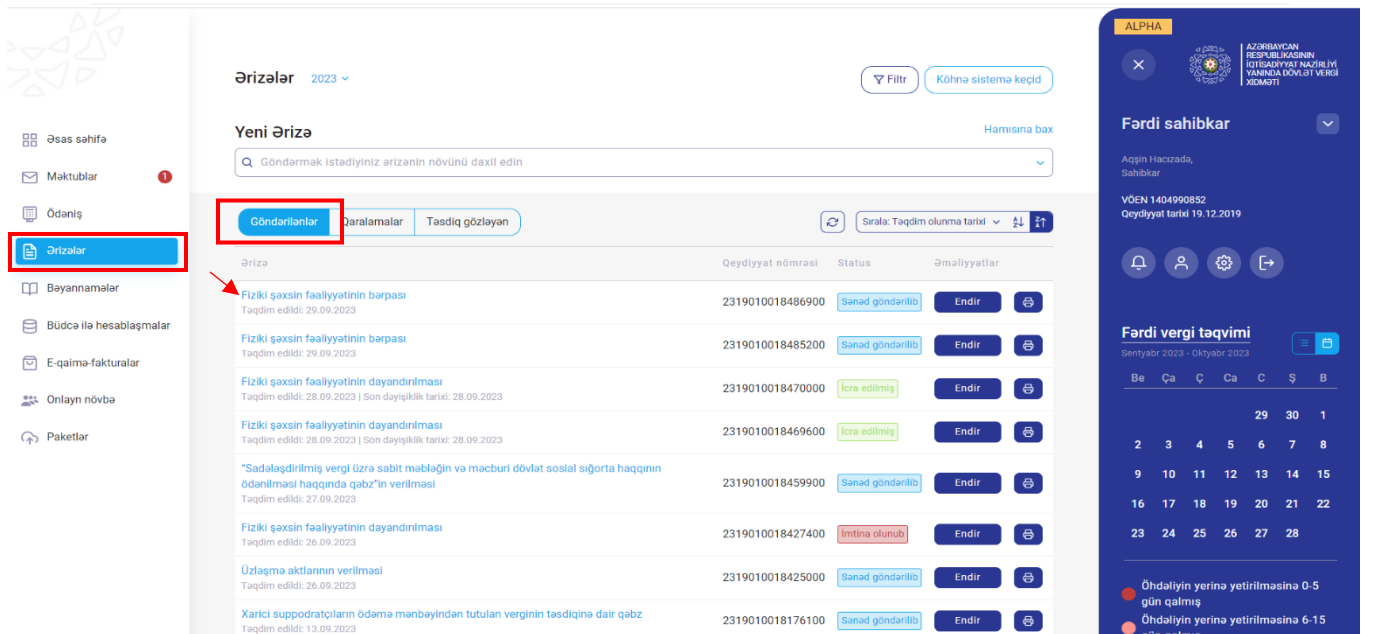 Əsas səhifə
Məktublar 1
Ödəniş
Ərizələr
Bəyannamələr
Büdcə ilə hesablaşmalar
E-qaimə-fakturalar
Onlayn növbə
Paketlər
Ərizələr 2023
Filtr
Köhnə sistemə keçid
Yeni Ərizə
Hamısına bax
Göndərmək istədiyiniz ərizənin növünü daxil edin
Göndərilənlər Qaralamalar Təsdiq gözləyən
Sırala: Təqdim olunma tarixi
Ərizə Qeydiyyat nömrəsi Status Əməliyyatlar
Fiziki şəxsin fəaliyyətinin bərpası
Təqdim edildi: 29.09.2023
2319010018486900 Sənəd göndərilib Endir
Fiziki şəxsin fəaliyyətinin bərpası
Təqdim edildi: 29.09.2023
2319010018485200 Sənəd göndərilib Endir
Fiziki şəxsin fəaliyyətinin dayandırılması
Təqdim edildi: 28.09.2023 | Son dəyişiklik tarixi: 28.09.2023
2319010018470000 İcra edilmiş Endir
Fiziki şəxsin fəaliyyətinin dayandırılması
Təqdim edildi: 28.09.2023 | Son dəyişiklik tarixi: 28.09.2023
2319010018469600 İcra edilmiş Endir
"Sadələşdirilmiş vergi üzrə sabit məbləğin və məcburi dövlət sosial sığorta haqqının
ödənilməsi haqqında qəbz"in verilməsi
Təqdim edildi: 27.09.2023
2319010018459900 Sənəd göndərilib Endir
Fiziki şəxsin fəaliyyətinin dayandırılması
Təqdim edildi: 26.09.2023
2319010018427400 İmtina olunub Endir
Üzləşmə aktlarının verilməsi
Təqdim edildi: 26.09.2023
2319010018425000 Sənəd göndərilib Endir
Xarici suppodratçıların ödəmə mənbəyindən tutulan verginin təsdiqinə dair qəbz
Təqdim edildi: 13.09.2023
2319010018176100 Sənəd göndərilib Endir
ALPHA
AZƏRBAYCAN
RESPUBLİKASININ
İQTİSADİYYAT NAZİRLİYİ
YANINDA DÖVLƏT VERGİ
XİDMƏTİ
Fərdi sahibkar
Aqşin Hacızadə,
Sahibkar
VÖEN 1404990852
Qeydiyyat tarixi 19.12.2019
Fərdi vergi təqvimi
Sentyabr 2023 - Oktyabr 2023
Be Ça Ç Ca C Ş B
29 30 1
2 3 4 5 6 7 8
9 10 11 12 13 14 15
16 17 18 19 20 21 22
23 24 25 26 27 28
Öhdəliyin yerinə yetirilməsinə 0-5
gün qalmış
Öhdəliyin yerinə yetirilməsinə 6-15